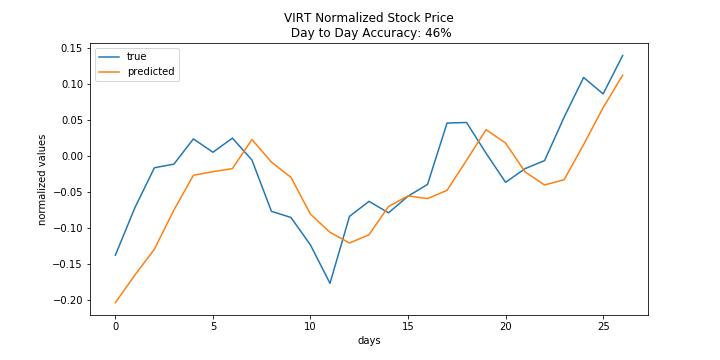 VIRT Normalized Stock Price
Day to Day Accuracy: 46%
true
predicted
normalized values
0.15
0.10
0.05
0.00
−0.05
−0.10
−0.15
−0.20
0 5 10 15 20 25
days